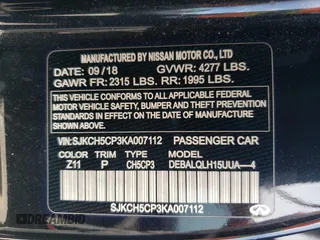 MANUFACTURED BY NISSAN MOTOR CO., LTD
DATE: 09/18 GVWR: 4277 LBS.
GAWR FR: 2315 LBS. RR: 1995 LBS.
THIS VEHICLE CONFORMS TO ALL APPLICABLE FEDERAL
MOTOR VEHICLE SAFETY, BUMPER, AND THEFT PREVENTION
STANDARDS IN EFFECT ON THE DATE OF
MANUFACTURE SHOWN ABOVE.
VIN:SJKCH5CP3KA007112 PASSENGER CAR
COLOR TRIM MODEL
Z11 P CH5CP3 DEBALQLH15UUA—4
SJKCH5CP3KA007112
INFINITI
DREAMBID